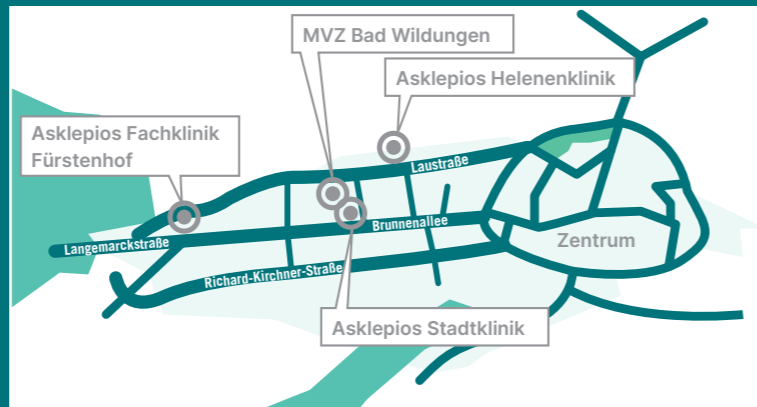 MVZ Bad Wildungen
Asklepios Helenenklinik
Asklepios Fachklinik
Fürstenhof
Laustraße
Langemarckstraße
Brunnenallee
Zentrum
Richard-Kirchner-Straße
Asklepios Stadtklinik